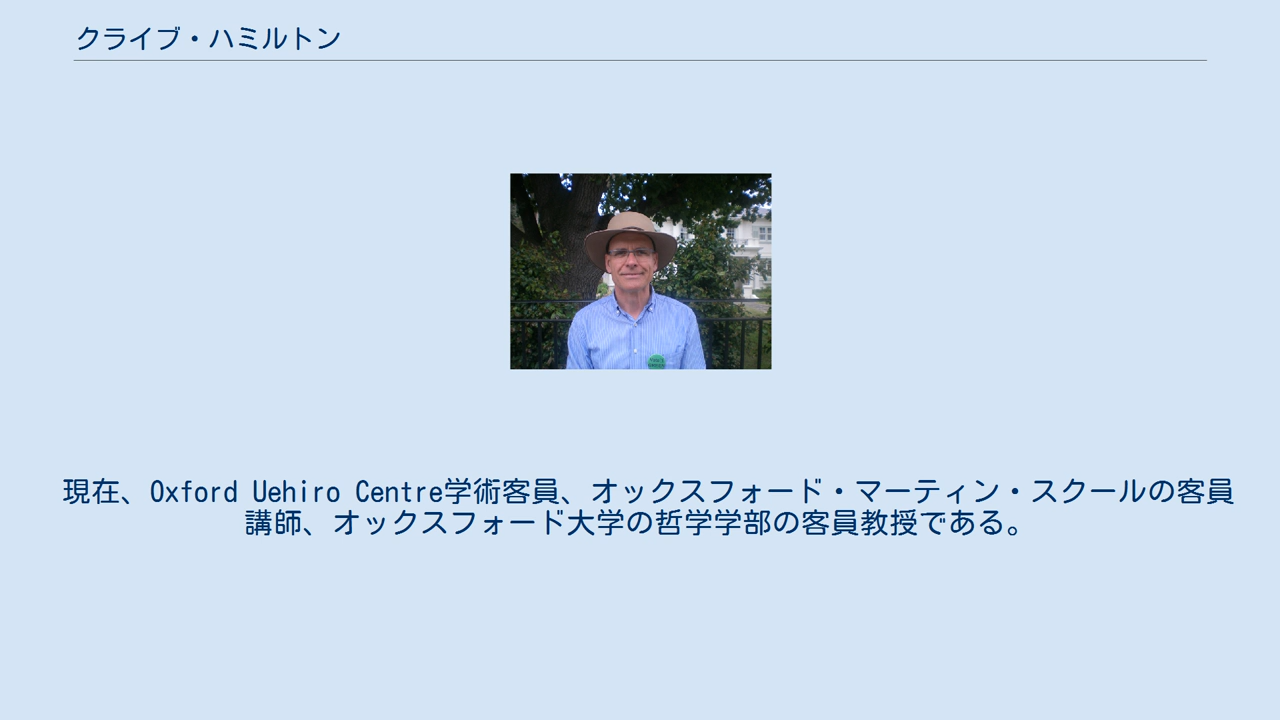 クライブ・ハミルトン
現在、Oxford Uehiro Centre学術客員、オックスフォード・マーティン・スクールの客員
講師、オックスフォード大学の哲学学部の客員教授である。